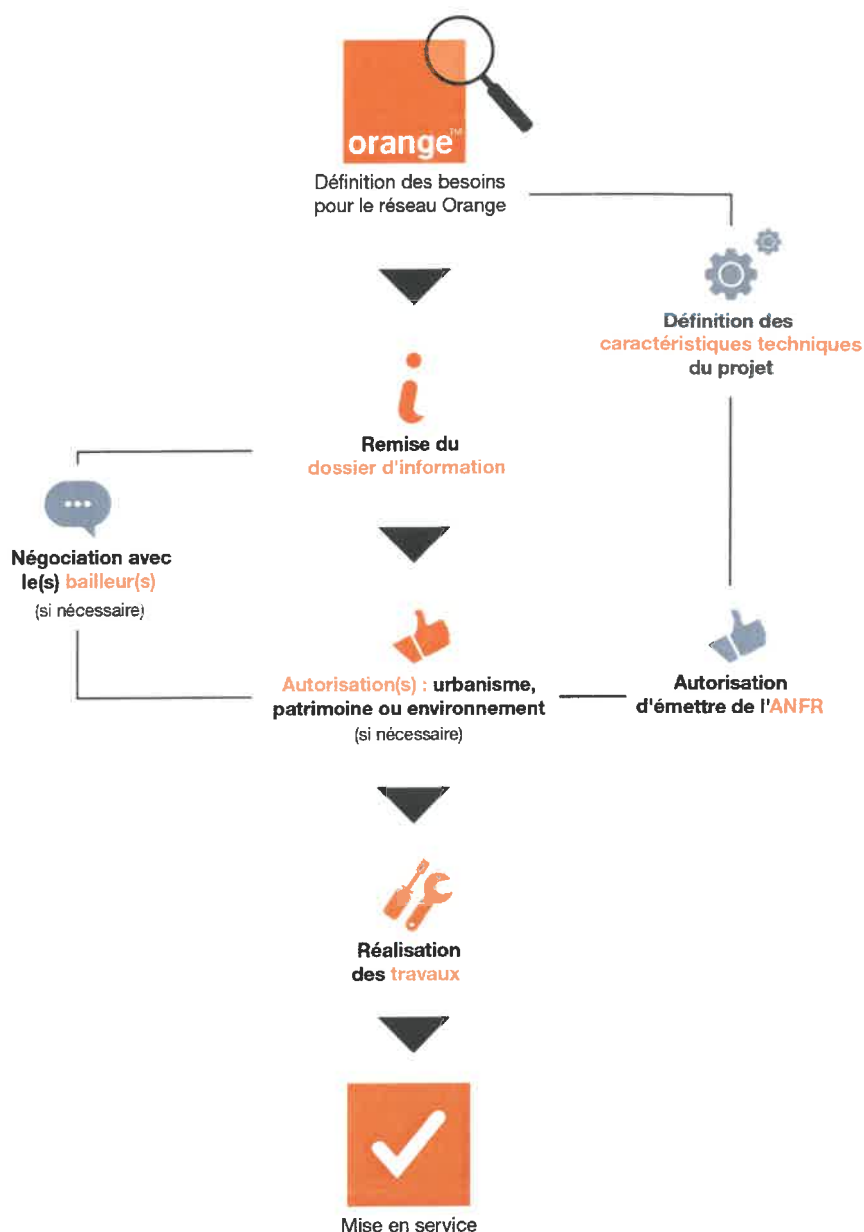 orange™
Définition des besoins
pour le réseau Orange
Définition des
caractéristiques techniques
du projet
Remise du
dossier d'information
Négociation avec
le(s) bailleur(s)
(si nécessaire)
Autorisation(s) : urbanisme,
patrimoine ou environnement
(si nécessaire)
Autorisation
d'émettre de l'ANFR
Réalisation
des travaux
Mise en service